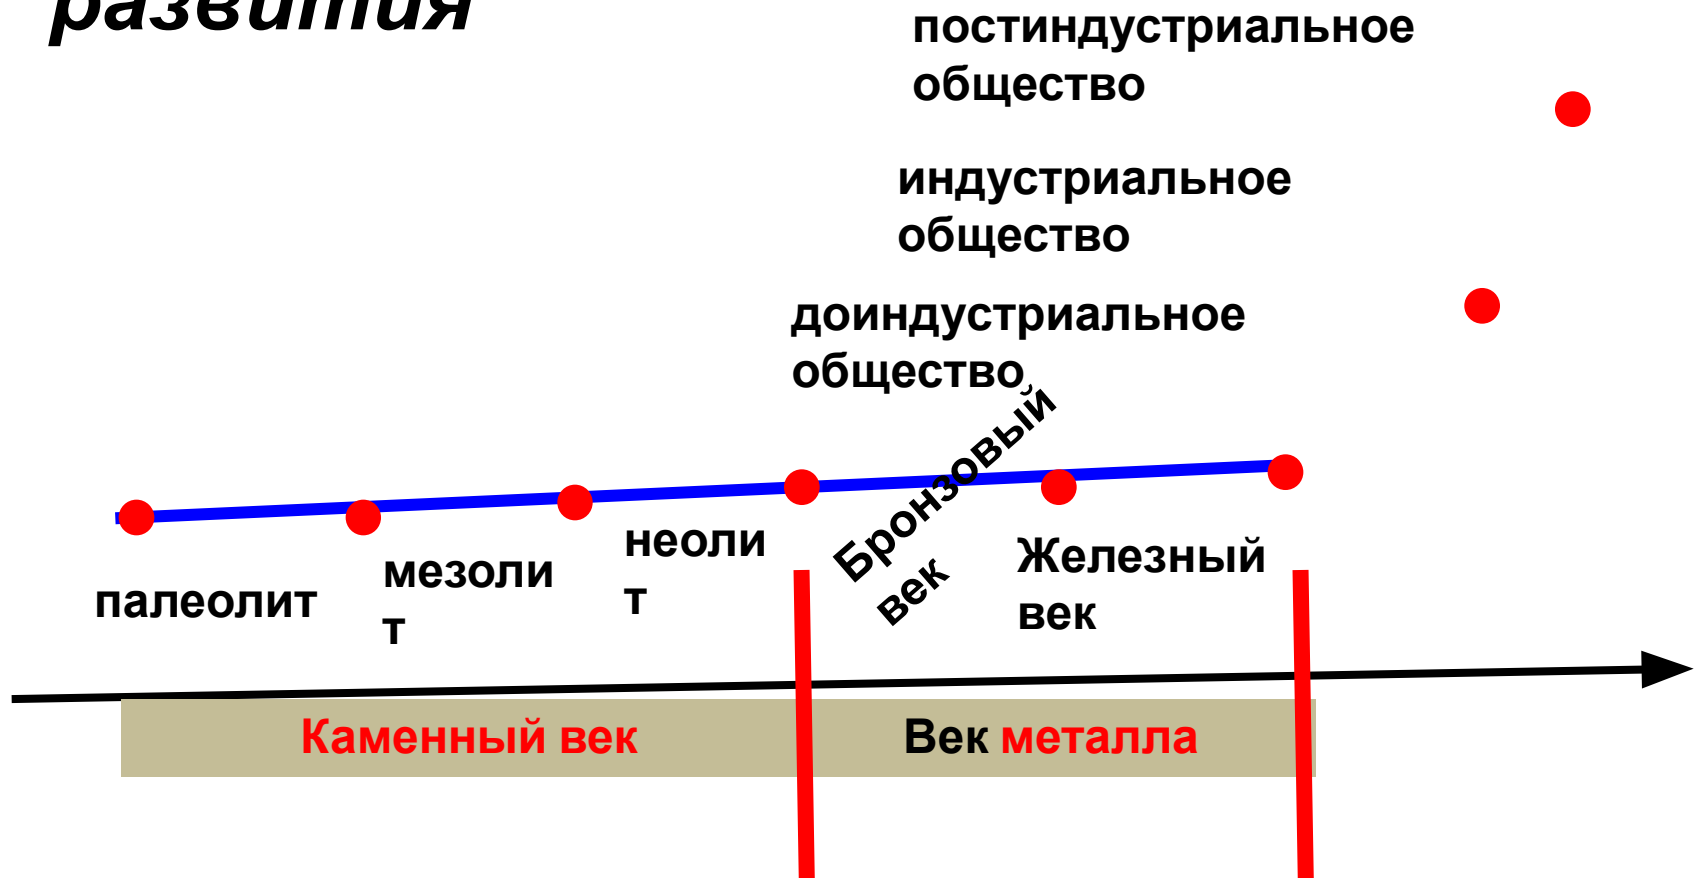 развития
постиндустриальное
общество
индустриальное
общество
доиндустриальное
общество
Бронзовый
век
неоли
т
мезоли
т
палеолит
Железный
век
Каменный век
Век металла